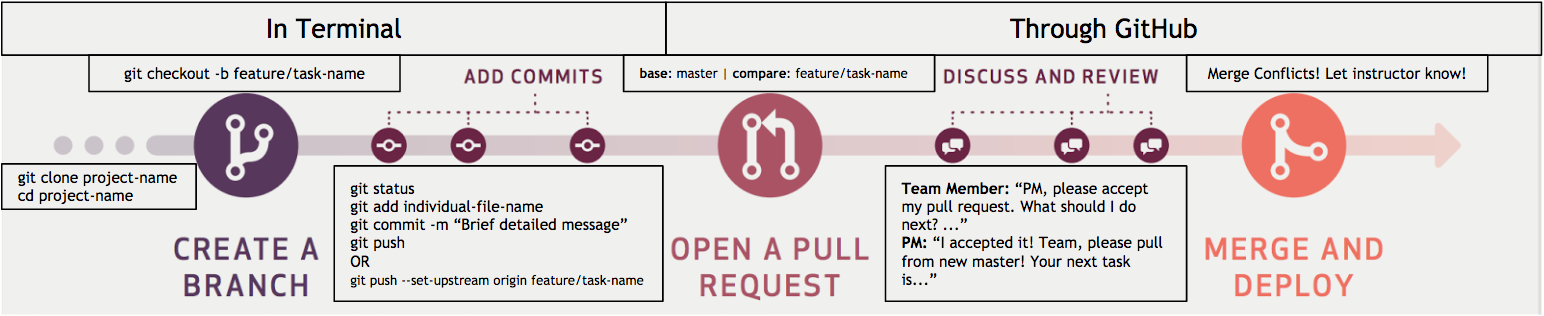 In Terminal
Through GitHub
git checkout -b feature/task-name
ADD COMMITS
base: master | compare: feature/task-name
DISCUSS AND REVIEW
Merge Conflicts! Let instructor know!
git clone project-name
cd project-name
CREATE A
BRANCH
git status
git add individual-file-name
git commit -m “Brief detailed message”
git push
OR
git push --set-upstream origin feature/task-name
OPEN A PULL
REQUEST
Team Member: “PM, please accept
my pull request. What should I do
next? ...”
PM: “I accepted it! Team, please pull
from new master! Your next task
is...”
MERGE AND
DEPLOY